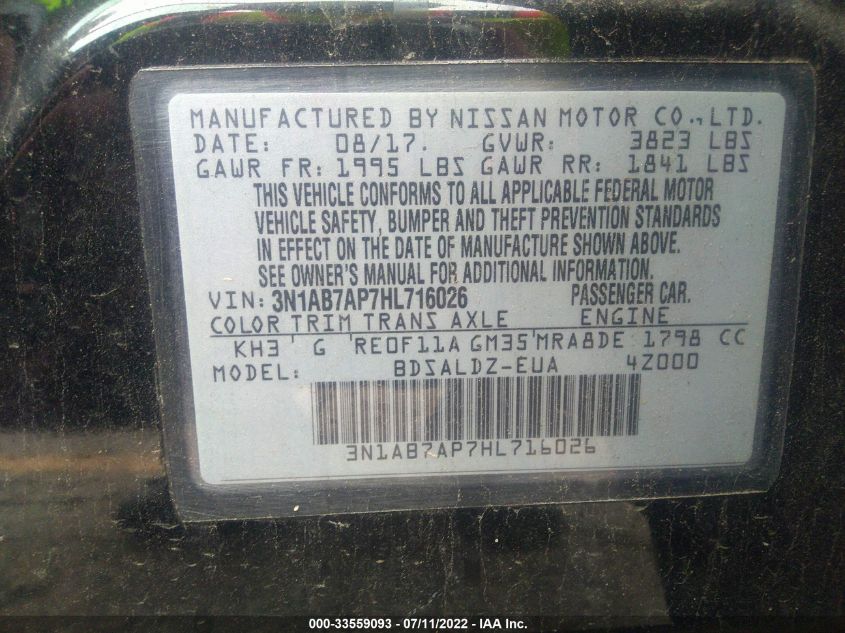 MANUFACTURED BY NISSAN MOTOR CO., LTD.
DATE: 08/17. GVWR: 3823 LBS
GAWR FR: 1995 LBS GAWR RR: 1841 LBS
THIS VEHICLE CONFORMS TO ALL APPLICABLE FEDERAL MOTOR
VEHICLE SAFETY, BUMPER AND THEFT PREVENTION STANDARDS
IN EFFECT ON THE DATE OF MANUFACTURE SHOWN ABOVE.
SEE OWNER'S MANUAL FOR ADDITIONAL INFORMATION.
VIN: 3N1AB7AP7HL716026 PASSENGER CAR.
COLOR TRIM TRANS AXLE ENGINE
KH3 G RE0F11A GM35 MRA8DE 1798 CC
MODEL: BDSALDZ-EUA 4Z000
3N1AB7AP7HL716026
000-33559093 - 07/11/2022 - IAA Inc.